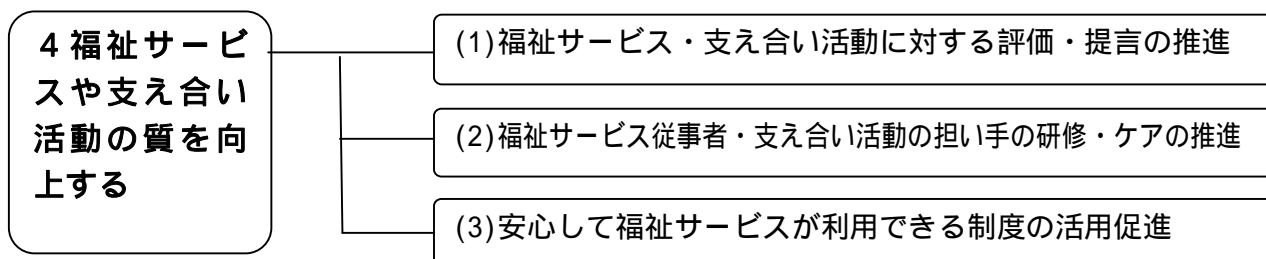 ４福祉サービ
スや支え合い
活動の質を向
上する
(1)福祉サービス・支え合い活動に対する評価・提言の推進
(2)福祉サービス従事者・支え合い活動の担い手の研修・ケアの推進
(3)安心して福祉サービスが利用できる制度の活用促進